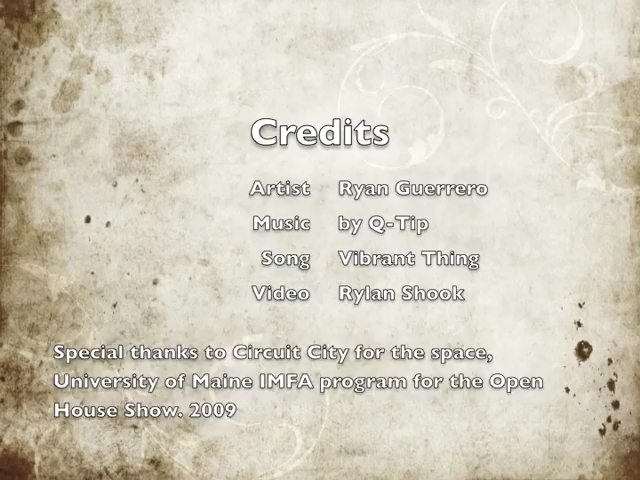 Credits
Artist Ryan Guerrero
Music by Q-Tip
Song Vibrant Thing
Video Rylan Shook
Special thanks to Circuit City for the space,
University of Maine IMFA program for the Open
House Show. 2009